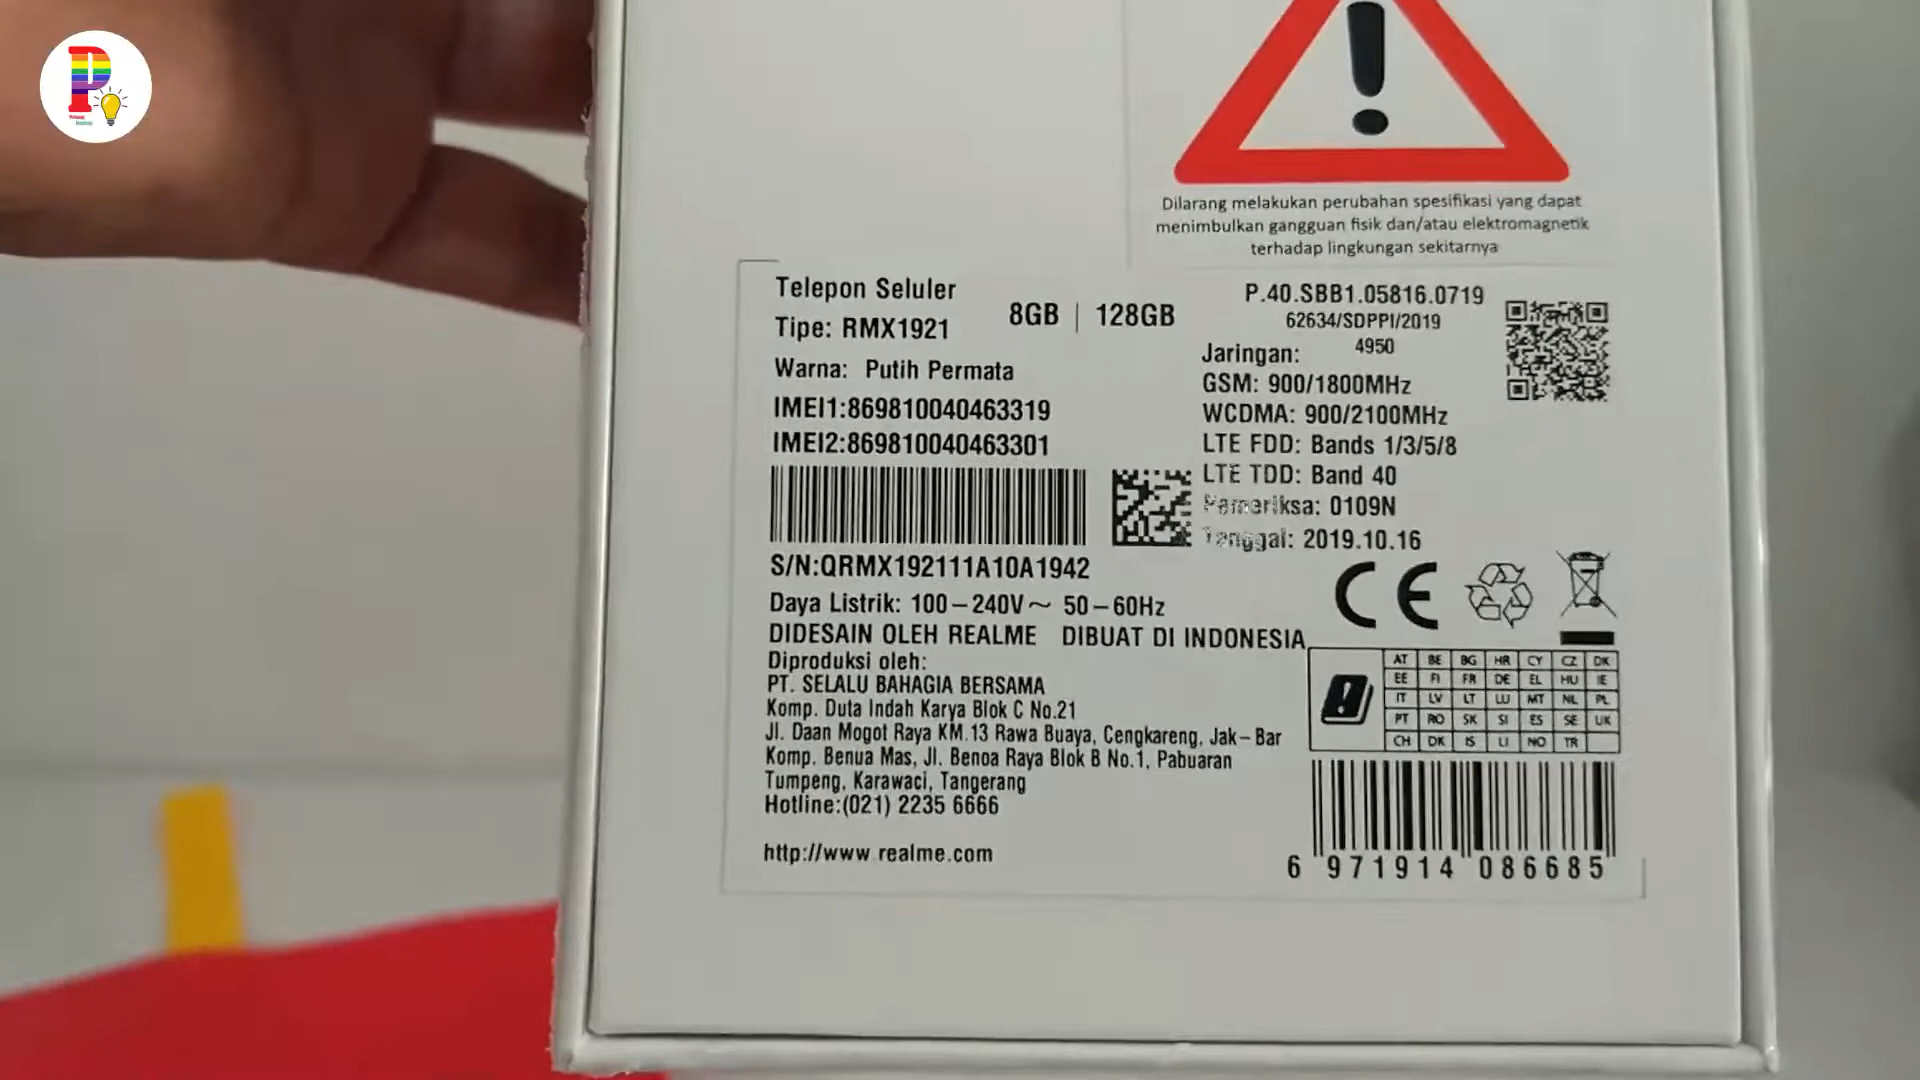 P
Dilarang melakukan perubahan spesifikasi yang dapat
menimbulkan gangguan fisik dan/atau elektromagnetik
terhadap lingkungan sekitarnya
Telepon Seluler
Tipe: RMX1921
8GB | 128GB
Warna: Putih Permata
IMEI1:869810040463319
IMEI2:869810040463301
S/N:QRMX192111A10A1942
Daya Listrik: 100–240V~ 50–60Hz
DIDESAIN OLEH REALME DIBUAT DI INDONESIA
Diproduksi oleh:
PT. SELALU BAHAGIA BERSAMA
Komp. Duta Indah Karya Blok C No.21
Jl. Daan Mogot Raya KM.13 Rawa Buaya, Cengkareng, Jak–Bar
Komp. Benua Mas, Jl. Benoa Raya Blok B No.1, Pabuaran
Tumpeng, Karawaci, Tangerang
Hotline:(021) 2235 6666
http://www.realme.com
P.40.SBB1.05816.0719
62634/SDPPI/2019
4950
Jaringan:
GSM: 900/1800MHz
WCDMA: 900/2100MHz
LTE FDD: Bands 1/3/5/8
LTE TDD: Band 40
Pemeriksa: 0109N
Tanggal: 2019.10.16
CE
AT BE BG HR CY CZ DK
EE FI FR DE EL HU IE
IT LV LT LU MT NL PL
PT RO SK SI ES SE UK
CH DK IS LI NO TR
6 971914 086685